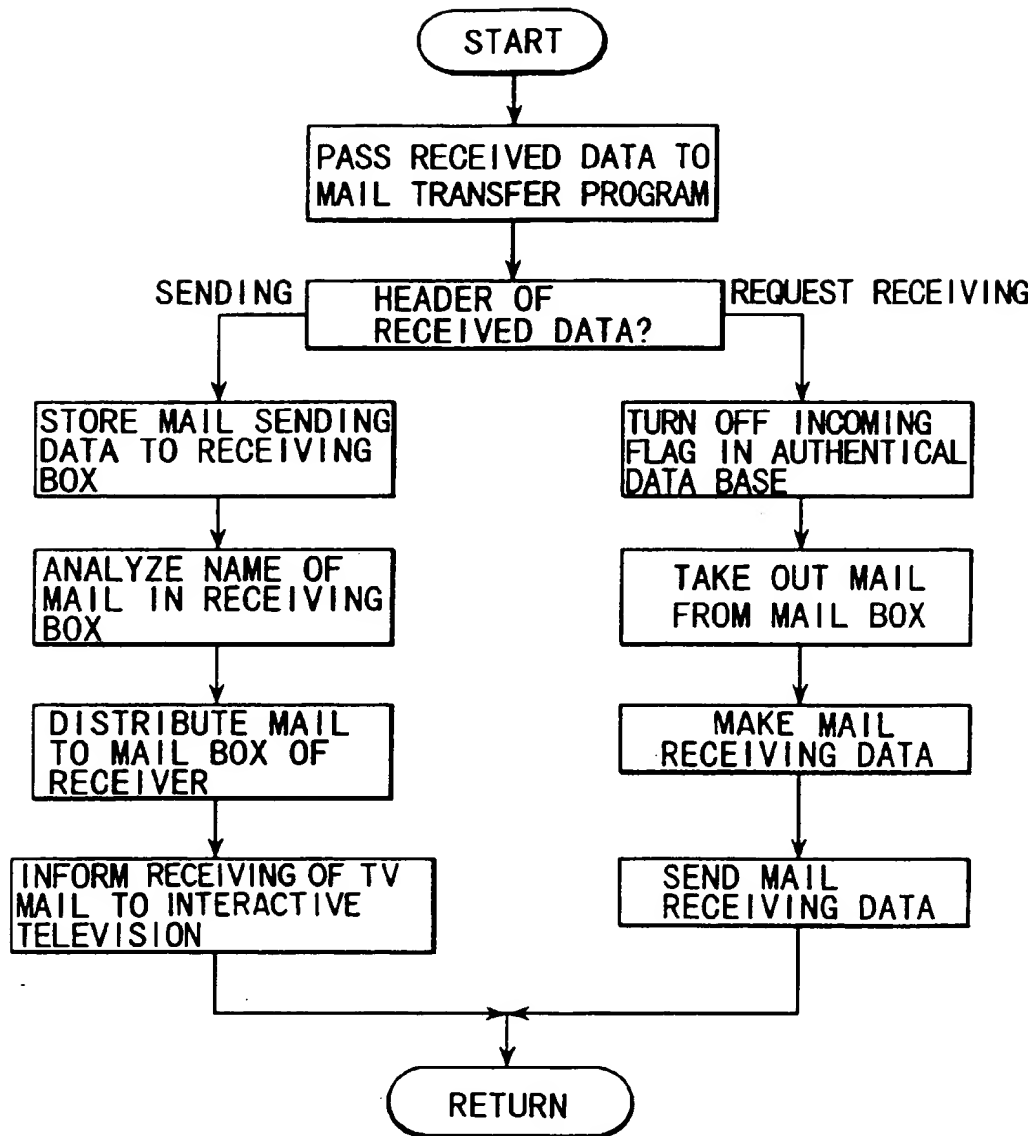 START
PASS RECEIVED DATA TO
MAIL TRANSFER PROGRAM
SENDING
HEADER OF
RECEIVED DATA?
REQUEST RECEIVING
STORE MAIL SENDING
DATA TO RECEIVING
BOX
ANALYZE NAME OF
MAIL IN RECEIVING
BOX
DISTRIBUTE MAIL
TO MAIL BOX OF
RECEIVER
INFORM RECEIVING OF TV
MAIL TO INTERACTIVE
TELEVISION
TURN OFF INCOMING
FLAG IN AUTHENTICAL
DATA BASE
TAKE OUT MAIL
FROM MAIL BOX
MAKE MAIL
RECEIVING DATA
SEND MAIL
RECEIVING DATA
RETURN